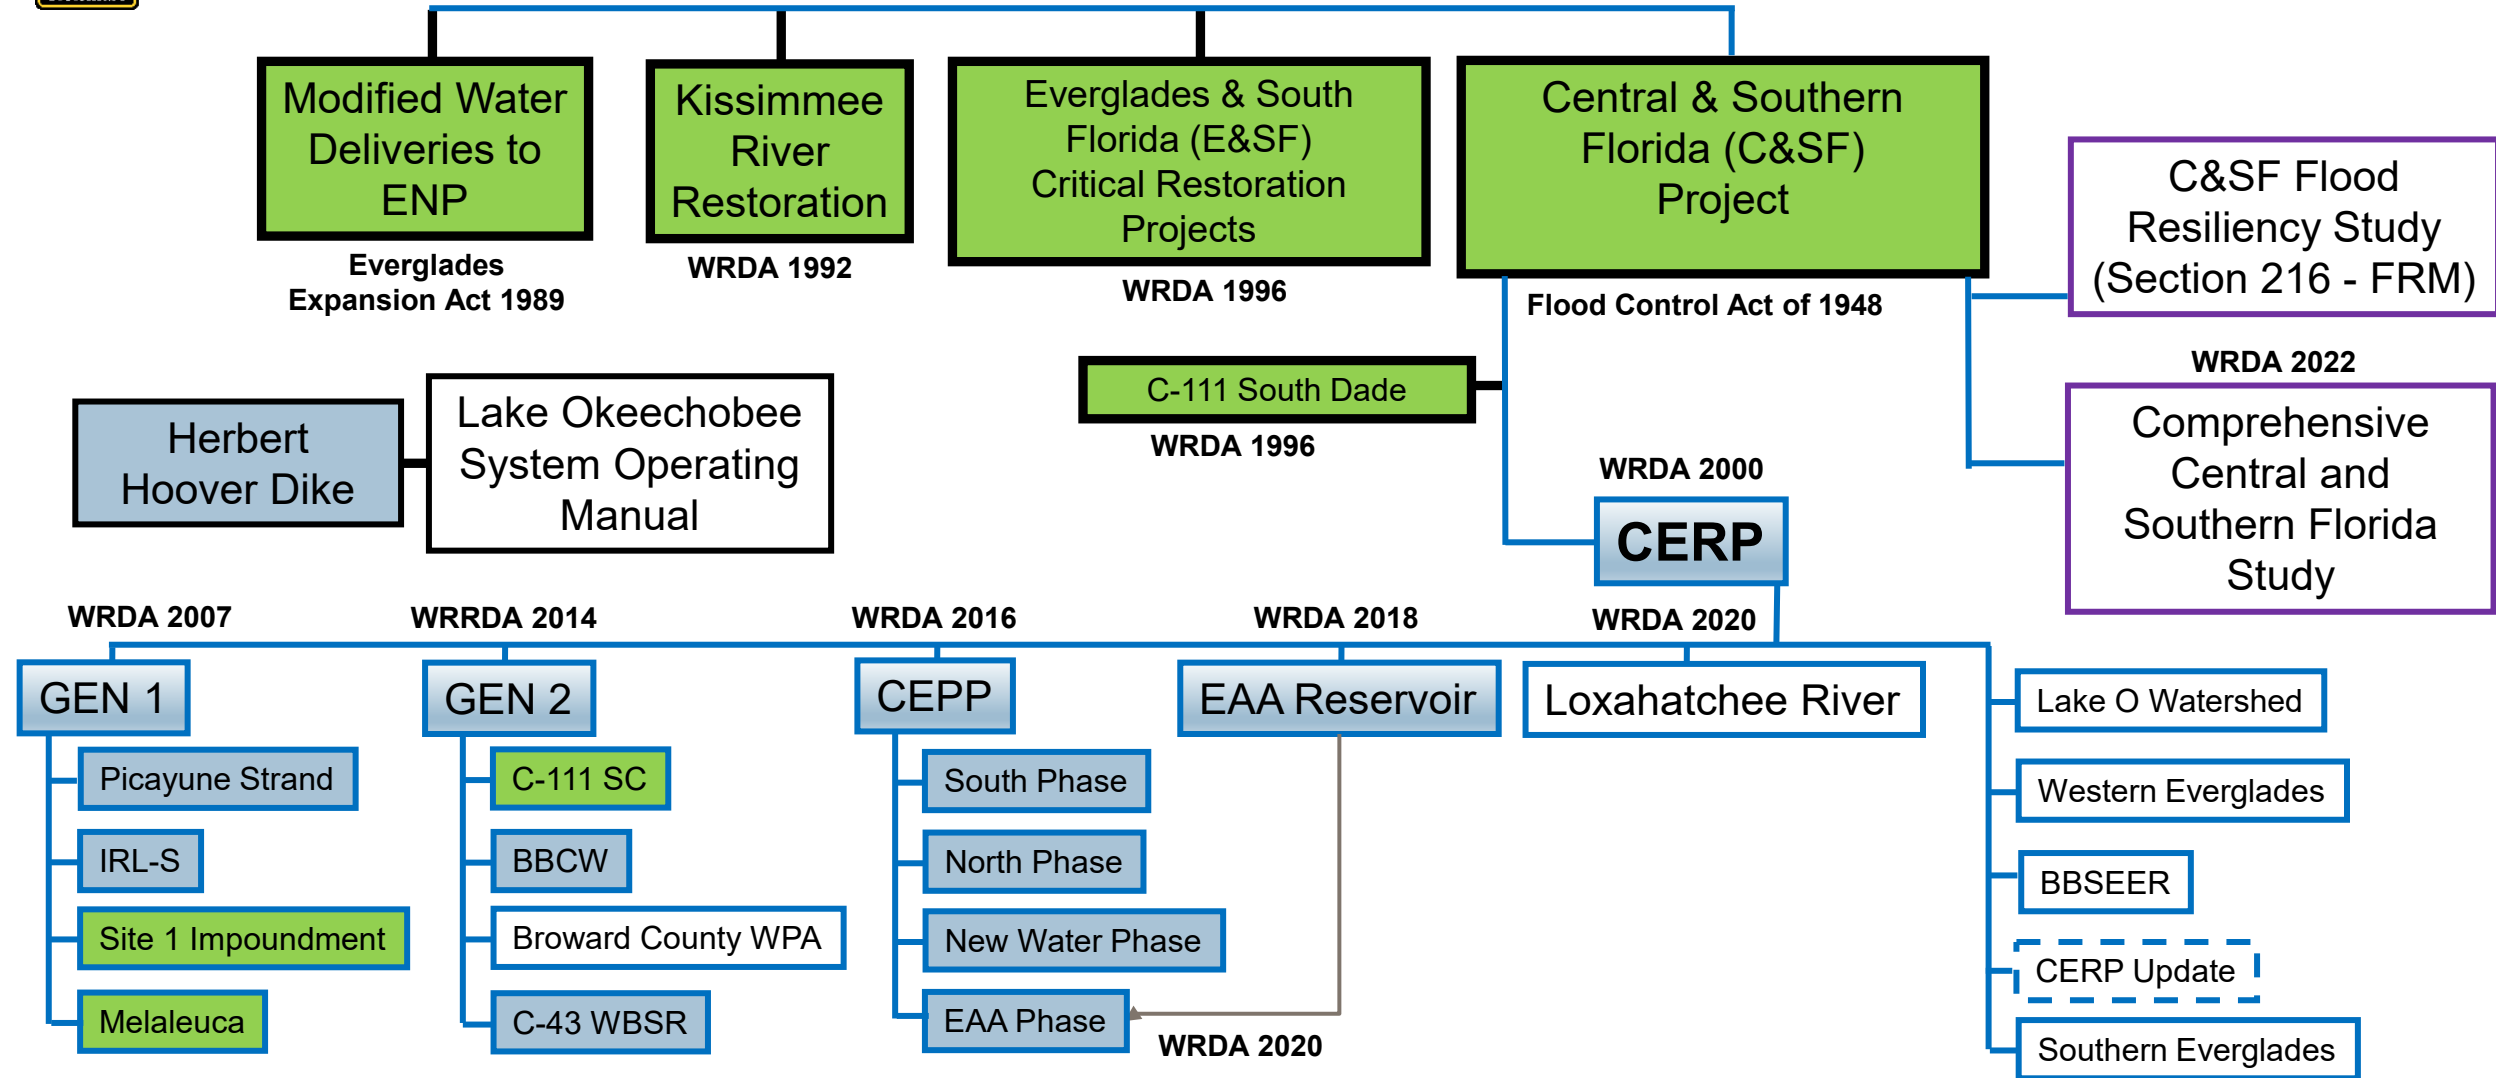 Modified Water
Deliveries to
ENP
Everglades
Expansion Act 1989
Kissimmee
River
Restoration
WRDA 1992
Everglades & South
Florida (E&SF)
Critical Restoration
Projects
WRDA 1996
Central & Southern
Florida (C&SF)
Project
Flood Control Act of 1948
C&SF Flood
Resiliency Study
(Section 216 - FRM)
WRDA 2022
Comprehensive
Central and
Southern Florida
Study
C-111 South Dade
WRDA 1996
Herbert
Hoover Dike
Lake Okeechobee
System Operating
Manual
WRDA 2000
CERP
WRDA 2007
GEN 1
Picayune Strand
IRL-S
Site 1 Impoundment
Melaleuca
WRRDA 2014
GEN 2
C-111 SC
BBCW
Broward County WPA
C-43 WBSR
WRDA 2016
CEPP
South Phase
North Phase
New Water Phase
EAA Phase
WRDA 2018
EAA Reservoir
WRDA 2020
WRDA 2020
Loxahatchee River
Lake O Watershed
Western Everglades
BBSEER
CERP Update
Southern Everglades